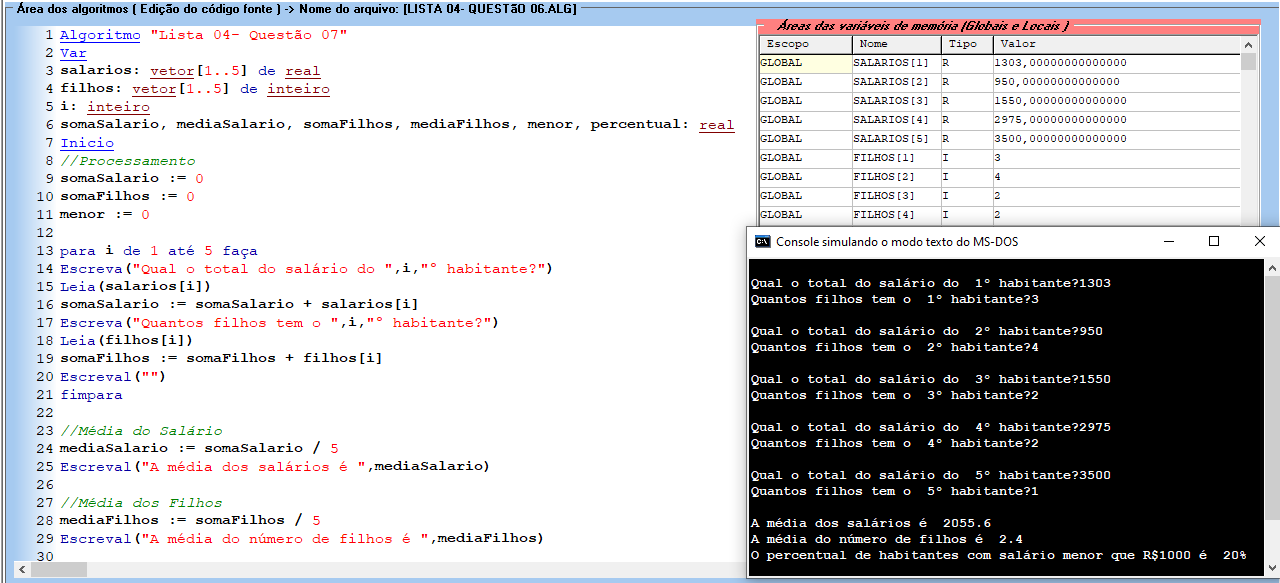 Área dos algoritmos ( Edição do código fonte ) -> Nome do arquivo: [LISTA 04- QUESTÃO 06.ALG]
1 Algoritmo "Lista 04- Questão 07"
2 Var
3 salarios: vetor[1..5] de real
4 filhos: vetor[1..5] de inteiro
5 i: inteiro
6 somaSalario, mediaSalario, somaFilhos, mediaFilhos, menor, percentual: real
7 Inicio
8 //Processamento
9 somaSalario := 0
10 somaFilhos := 0
11 menor := 0
12
13 para i de 1 até 5 faça
14 Escreva("Qual o total do salário do ",i,"° habitante?")
15 Leia(salarios[i])
16 somaSalario := somaSalario + salarios[i]
17 Escreva("Quantos filhos tem o ",i,"° habitante?")
18 Leia(filhos[i])
19 somaFilhos := somaFilhos + filhos[i]
20 Escreval("")
21 fimpara
22
23 //Média do Salário
24 mediaSalario := somaSalario / 5
25 Escreval("A média dos salários é ",mediaSalario)
26
27 //Média dos Filhos
28 mediaFilhos := somaFilhos / 5
29 Escreval("A média do número de filhos é ",mediaFilhos)
30
Áreas das variáveis de memória (Globais e Locais )
Escopo Nome Tipo Valor
GLOBAL SALARIOS[1] R 1303,00000000000000
GLOBAL SALARIOS[2] R 950,000000000000000
GLOBAL SALARIOS[3] R 1550,00000000000000
GLOBAL SALARIOS[4] R 2975,00000000000000
GLOBAL SALARIOS[5] R 3500,00000000000000
GLOBAL FILHOS[1] I 3
GLOBAL FILHOS[2] I 4
GLOBAL FILHOS[3] I 2
GLOBAL FILHOS[4] I 2
Console simulando o modo texto do MS-DOS
Qual o total do salário do  1° habitante?1303
Quantos filhos tem o  1° habitante?3
Qual o total do salário do  2° habitante?950
Quantos filhos tem o  2° habitante?4
Qual o total do salário do  3° habitante?1550
Quantos filhos tem o  3° habitante?2
Qual o total do salário do  4° habitante?2975
Quantos filhos tem o  4° habitante?2
Qual o total do salário do  5° habitante?3500
Quantos filhos tem o  5° habitante?1
A média dos salários é  2055.6
A média do número de filhos é  2.4
O percentual de habitantes com salário menor que R$1000 é  20%